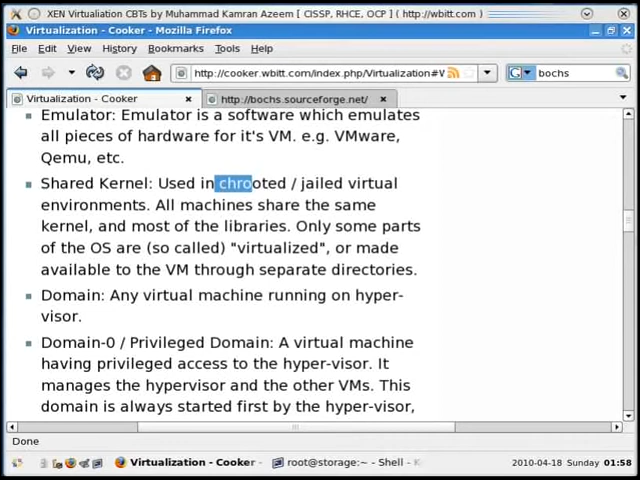 XEN Virtualiation CBTs by Muhammad Kamran Azeem [ CISSP, RHCE, OCP ] ( http://wbitt.com )
Virtualization - Cooker - Mozilla Firefox
File Edit View History Bookmarks Tools Help
http://cooker.wbitt.com/index.php/Virtualization#V
bochs
Virtualization - Cooker
http://bochs.sourceforge.net/
Emulator: Emulator is a software which emulates
all pieces of hardware for it's VM. e.g. VMware,
Qemu, etc.
Shared Kernel: Used in chrooted / jailed virtual
environments. All machines share the same
kernel, and most of the libraries. Only some parts
of the OS are (so called) "virtualized", or made
available to the VM through separate directories.
Domain: Any virtual machine running on hyper-
visor.
Domain-0 / Privileged Domain: A virtual machine
having privileged access to the hyper-visor. It
manages the hypervisor and the other VMs. This
domain is always started first by the hyper-visor,
Done
Virtualization - Cooker - root@storage:~ - Shell - K 2010-04-18 Sunday 01:58